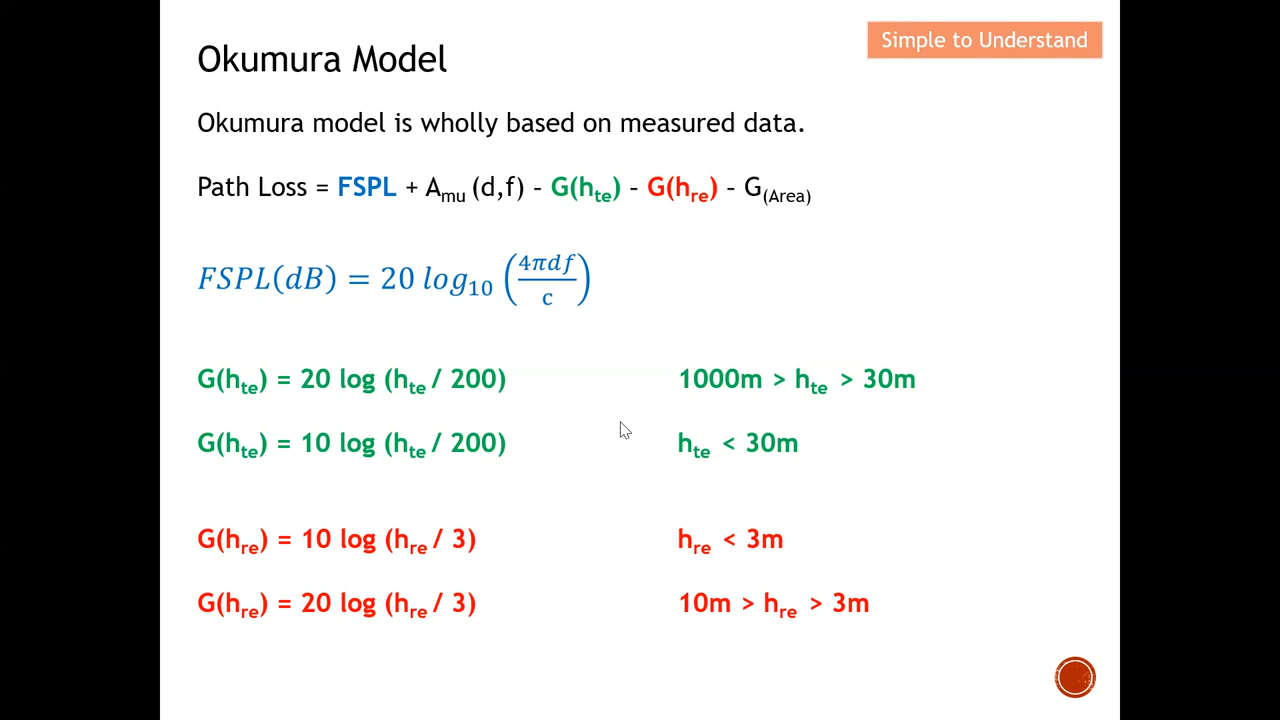 Simple to Understand
Okumura Model
Okumura model is wholly based on measured data.
Path Loss = FSPL + Amu (d,f) - G(hte) - G(hre) - G(Area)
FSPL(dB) = 20 log10 (4πdf/c)
G(hte) = 20 log (hte / 200) 1000m > hte > 30m
G(hte) = 10 log (hte / 200) hte < 30m
G(hre) = 10 log (hre / 3) hre < 3m
G(hre) = 20 log (hre / 3) 10m > hre > 3m